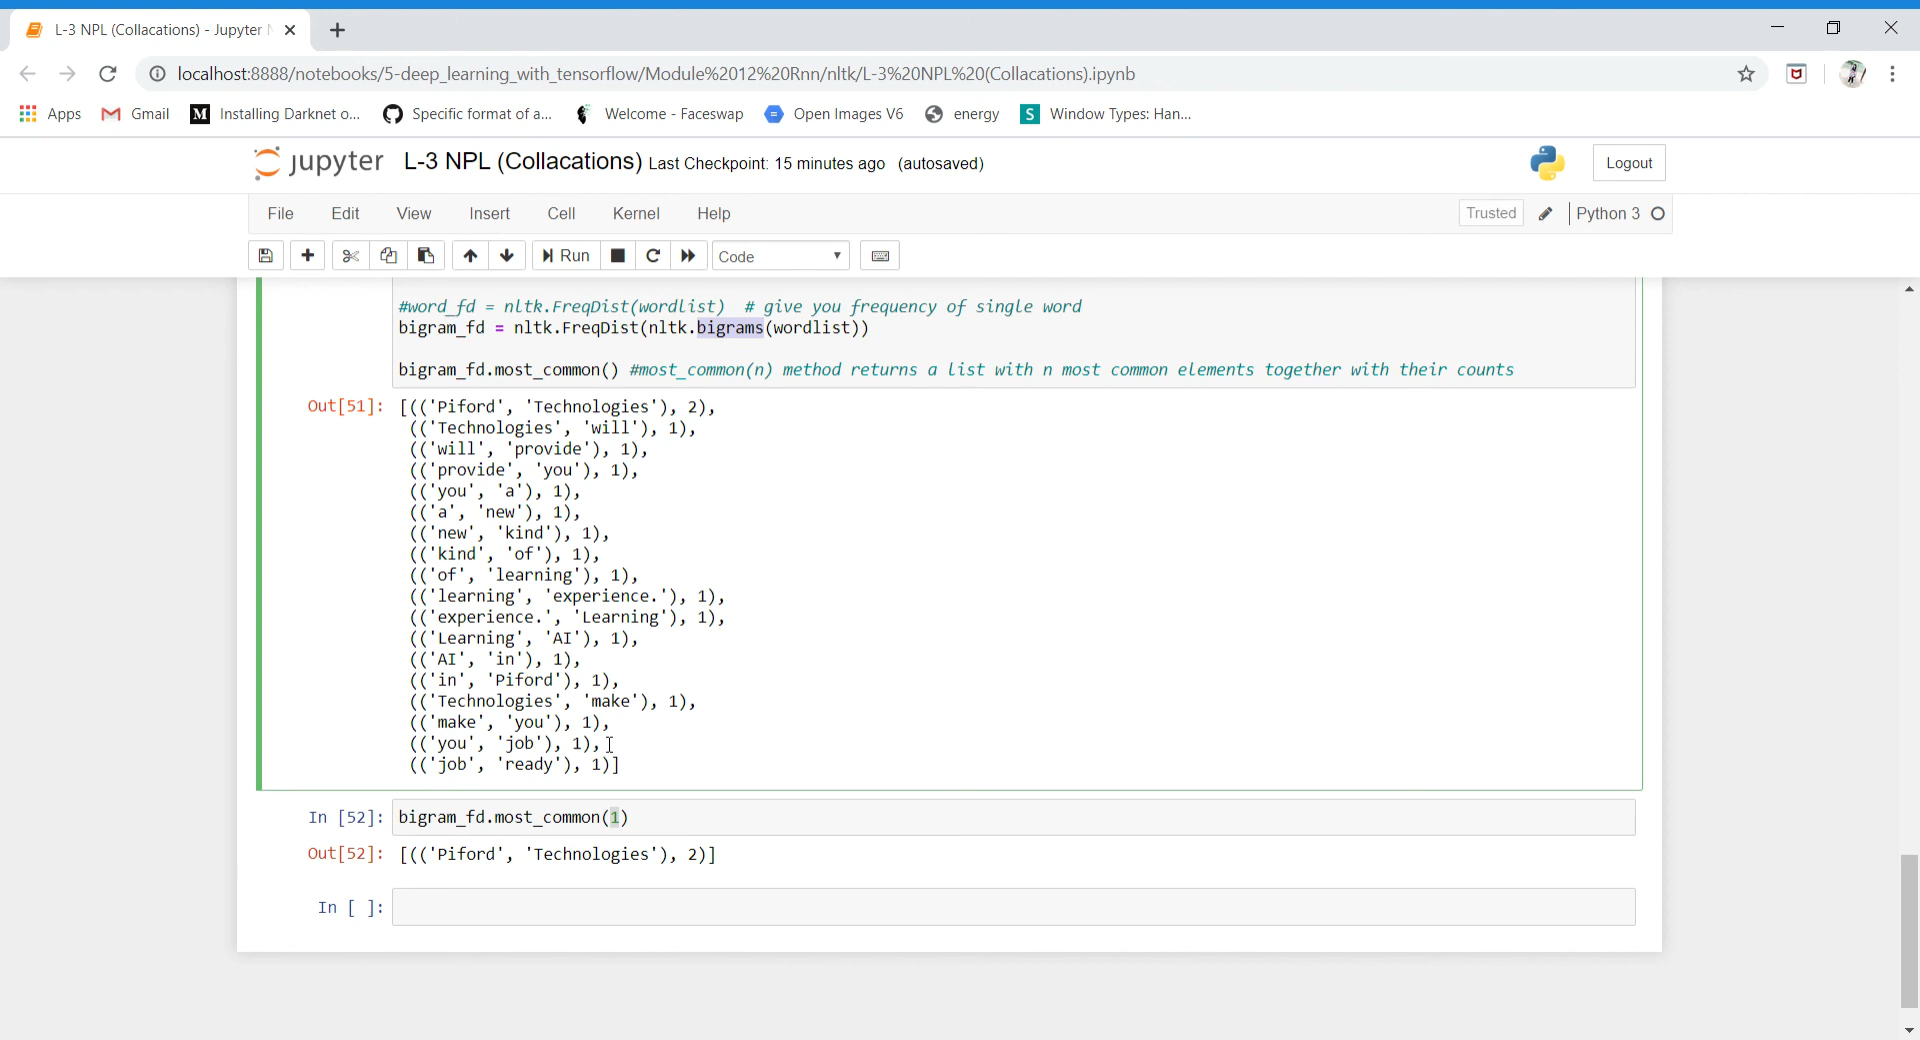 L-3 NPL (Collacations) - Jupyter
localhost:8888/notebooks/5-deep_learning_with_tensorflow/Module%2012%20Rnn/nltk/L-3%20NPL%20(Collacations).ipynb
Apps Gmail M Installing Darknet o... Specific format of a... Welcome - Faceswap Open Images V6 energy S Window Types: Han...
jupyter L-3 NPL (Collacations) Last Checkpoint: 15 minutes ago (autosaved) Logout
File Edit View Insert Cell Kernel Help Trusted Python 3
Run Code
#word_fd = nltk.FreqDist(wordlist)  # give you frequency of single word
bigram_fd = nltk.FreqDist(nltk.bigrams(wordlist))
bigram_fd.most_common() #most_common(n) method returns a list with n most common elements together with their counts
Out[51]: [(('Piford', 'Technologies'), 2),
(('Technologies', 'will'), 1),
(('will', 'provide'), 1),
(('provide', 'you'), 1),
(('you', 'a'), 1),
(('a', 'new'), 1),
(('new', 'kind'), 1),
(('kind', 'of'), 1),
(('of', 'learning'), 1),
(('learning', 'experience.'), 1),
(('experience.', 'Learning'), 1),
(('Learning', 'AI'), 1),
(('AI', 'in'), 1),
(('in', 'Piford'), 1),
(('Technologies', 'make'), 1),
(('make', 'you'), 1),
(('you', 'job'), 1),
(('job', 'ready'), 1)]
In [52]: bigram_fd.most_common(1)
Out[52]: [(('Piford', 'Technologies'), 2)]
In [ ]: